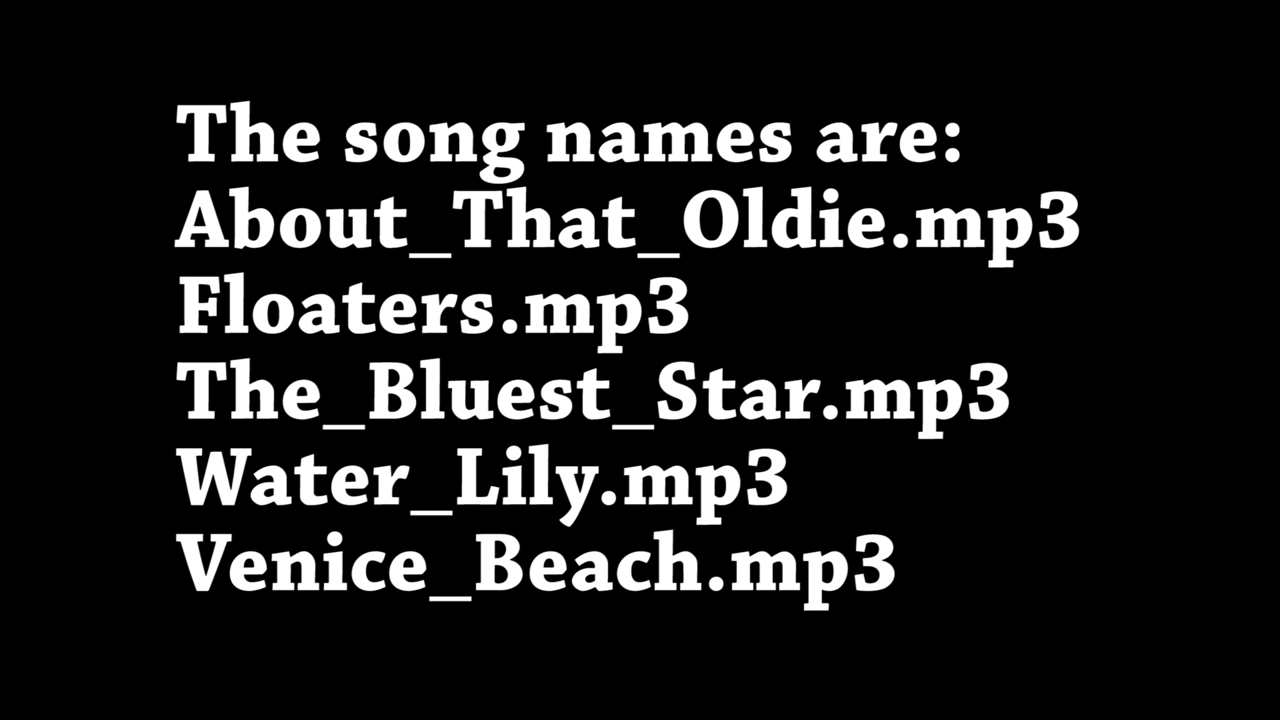 The song names are:
About_That_Oldie.mp3
Floaters.mp3
The_Bluest_Star.mp3
Water_Lily.mp3
Venice_Beach.mp3